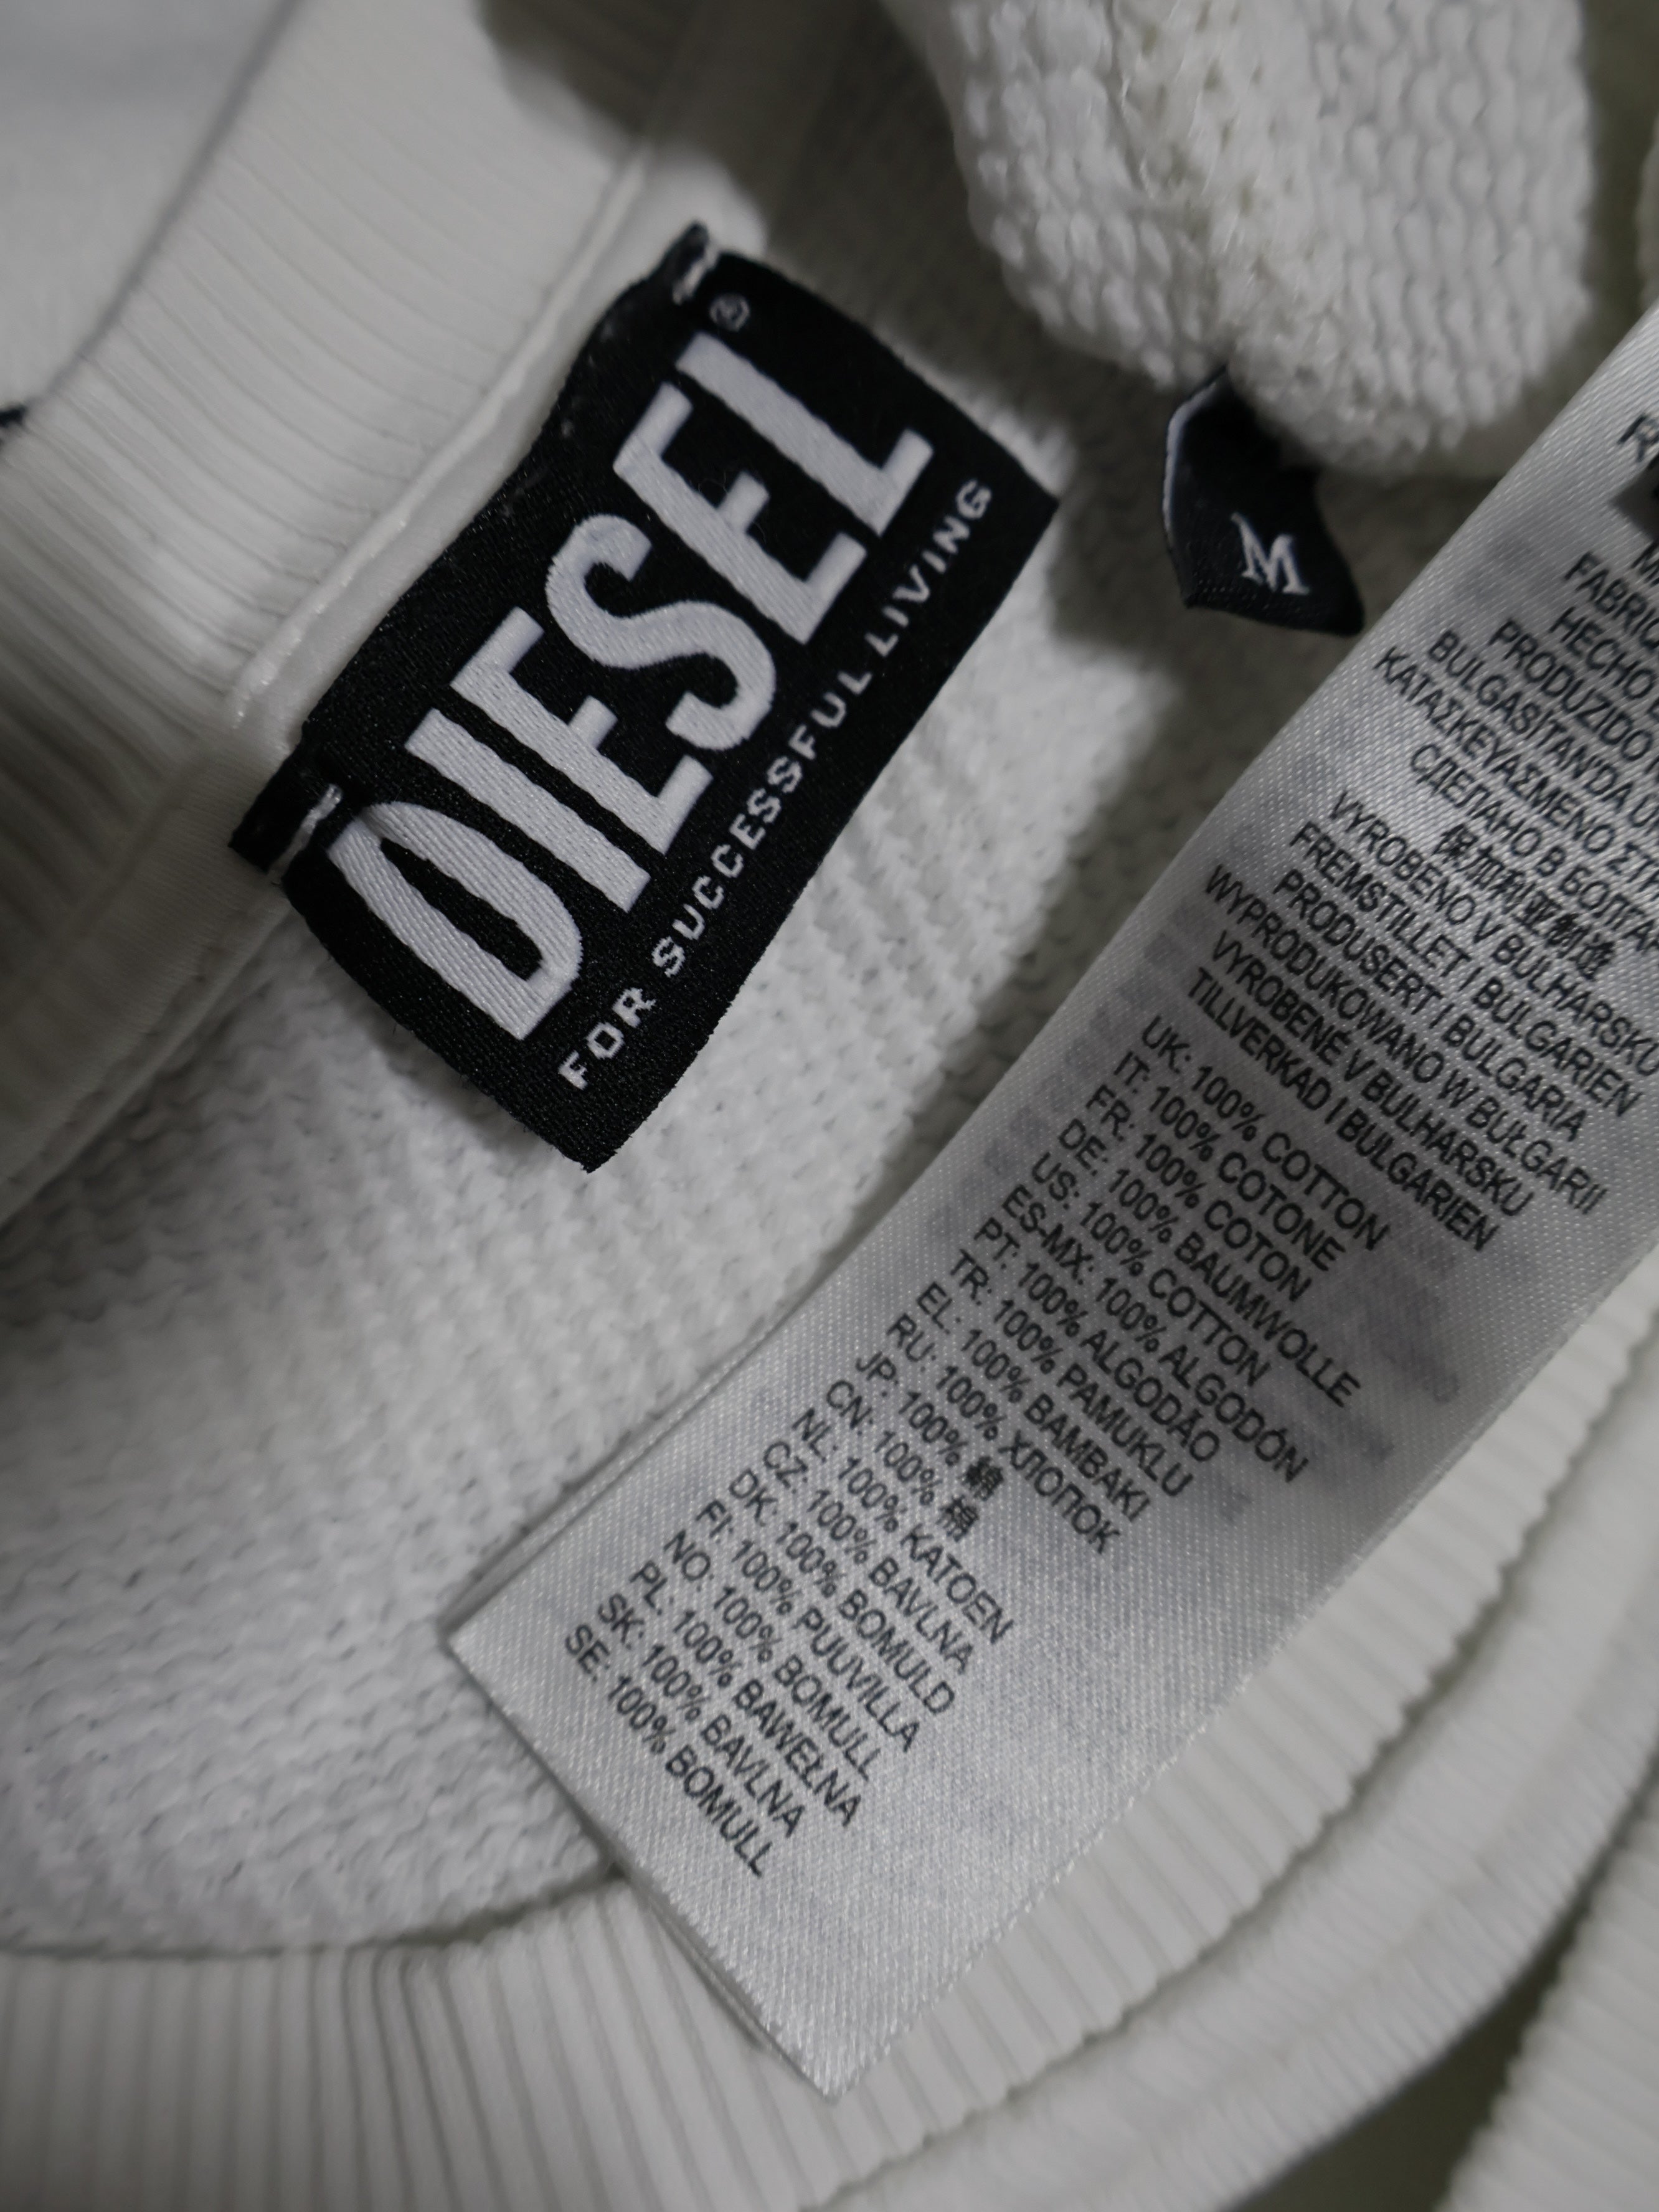 DIESEL®
FOR SUCCESSFUL LIVING
M
FABRI
HECHO
PRODUZIDO
BULGASİTAN'DA
ΚΑΤΑΣΚΕΥΑΣΜΕΝΟ ΣΤΗ
СДЕЛАНО В БОЛГА
保加利亚制造
VYROBENO V BULHARSKU
FREMSTILLET I BULGARIEN
PRODUSERT I BULGARIA
WYPRODUKOWANO W BUŁGARII
VYROBENÉ V BULHARSKU
TILLVERKAD I BULGARIEN
UK: 100% COTTON
IT: 100% COTONE
FR: 100% COTON
DE: 100% BAUMWOLLE
US: 100% COTTON
ES-MX: 100% ALGODÓN
PT: 100% ALGODÃO
TR: 100% PAMUKLU
EL: 100% ΒΑΜΒΑΚΙ
RU: 100% ХЛОПОК
JP: 100% 綿
CN: 100% 棉
NL: 100% KATOEN
CZ: 100% BAVLNA
DK: 100% BOMULD
FI: 100% PUUVILLA
NO: 100% BOMULL
PL: 100% BAWEŁNA
SK: 100% BAVLNA
SE: 100% BOMULL